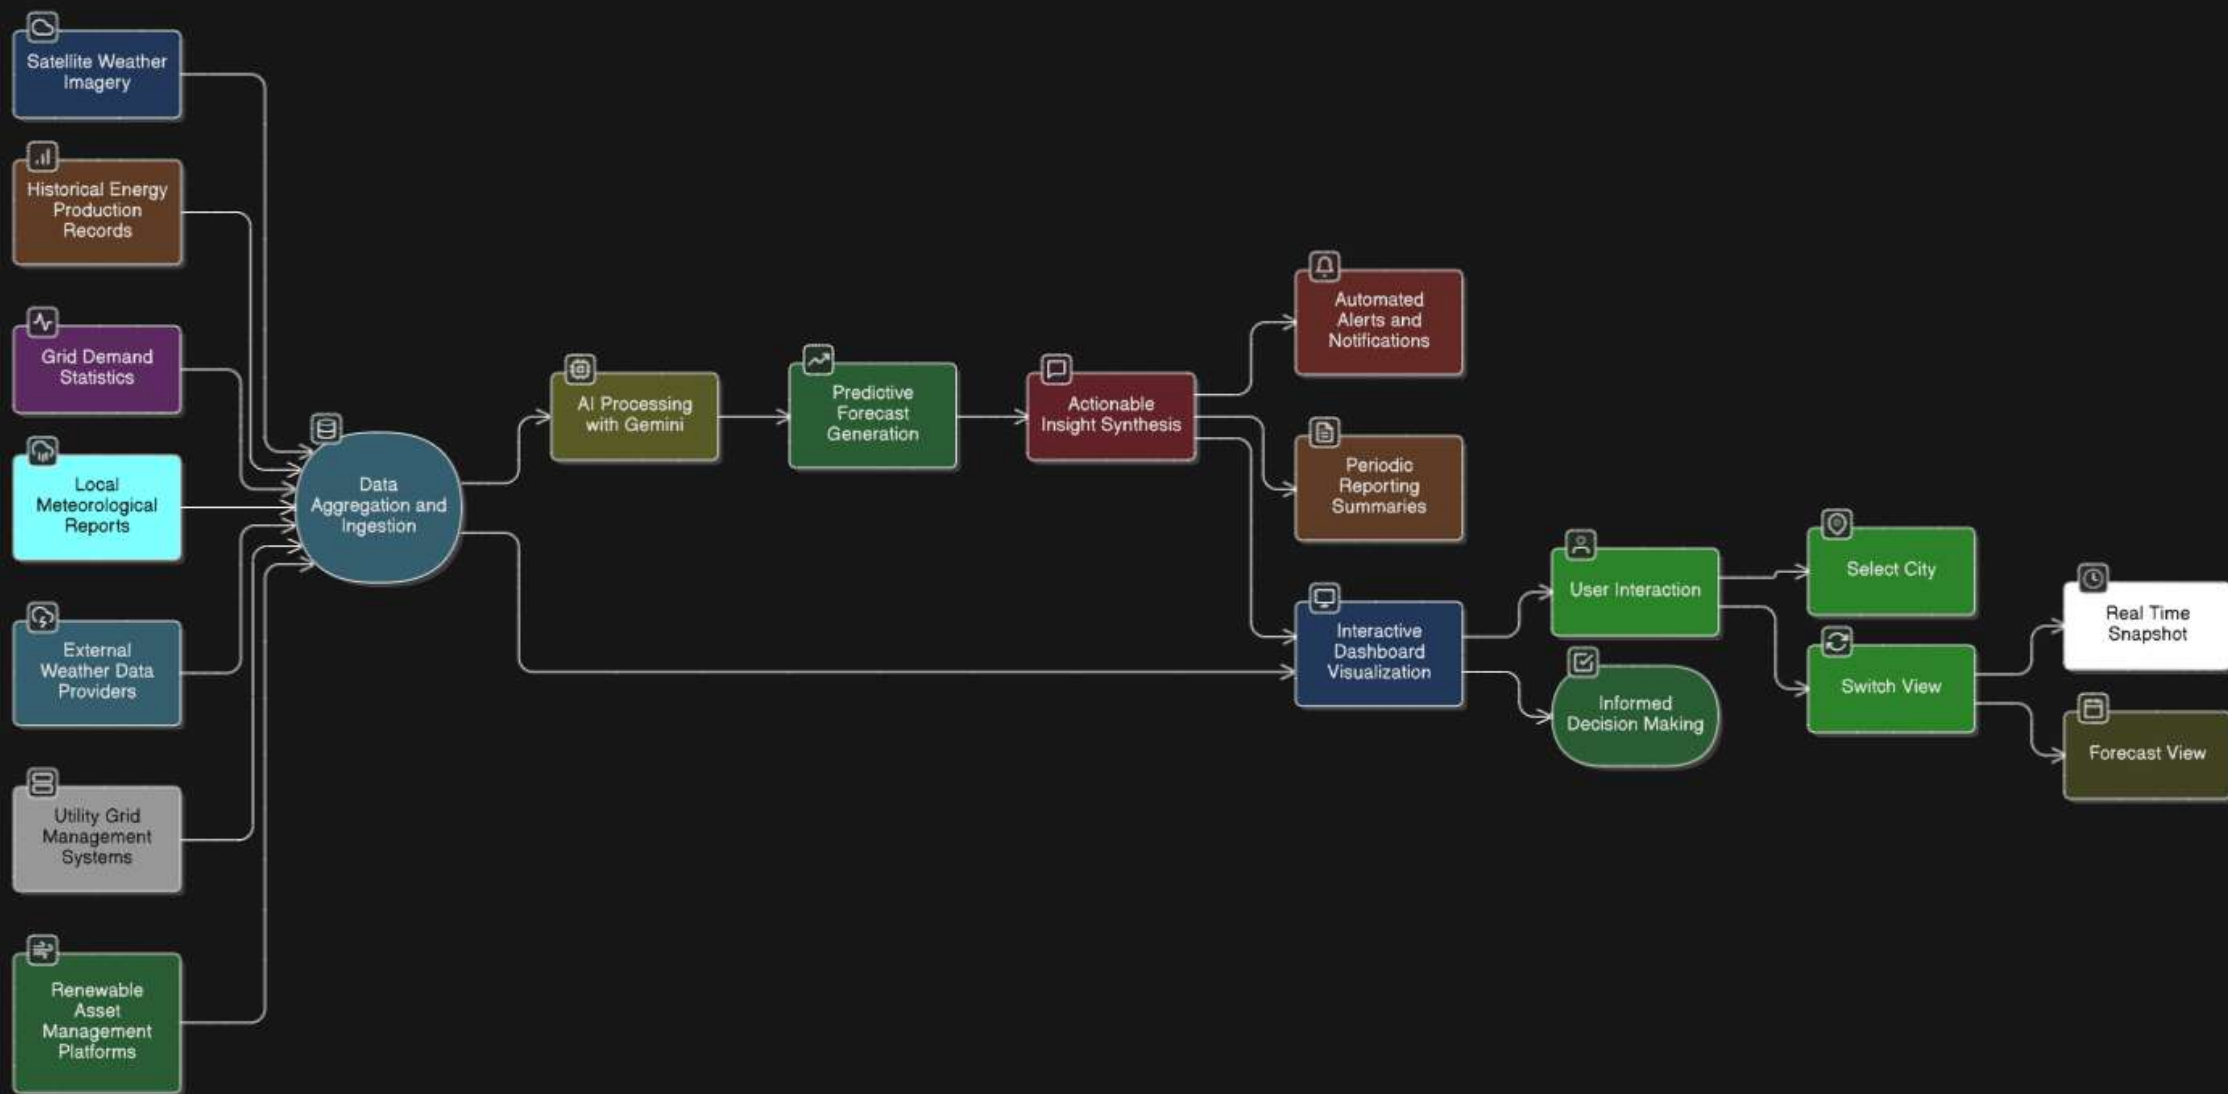 Satellite Weather
Imagery
Historical Energy
Production
Records
Grid Demand
Statistics
Local
Meteorological
Reports
External
Weather Data
Providers
Utility Grid
Management
Systems
Renewable
Asset
Management
Platforms
Data
Aggregation and
Ingestion
AI Processing
with Gemini
Predictive
Forecast
Generation
Actionable
Insight Synthesis
Automated
Alerts and
Notifications
Periodic
Reporting
Summaries
Interactive
Dashboard
Visualization
User Interaction
Informed
Decision Making
Select City
Switch View
Real Time
Snapshot
Forecast View